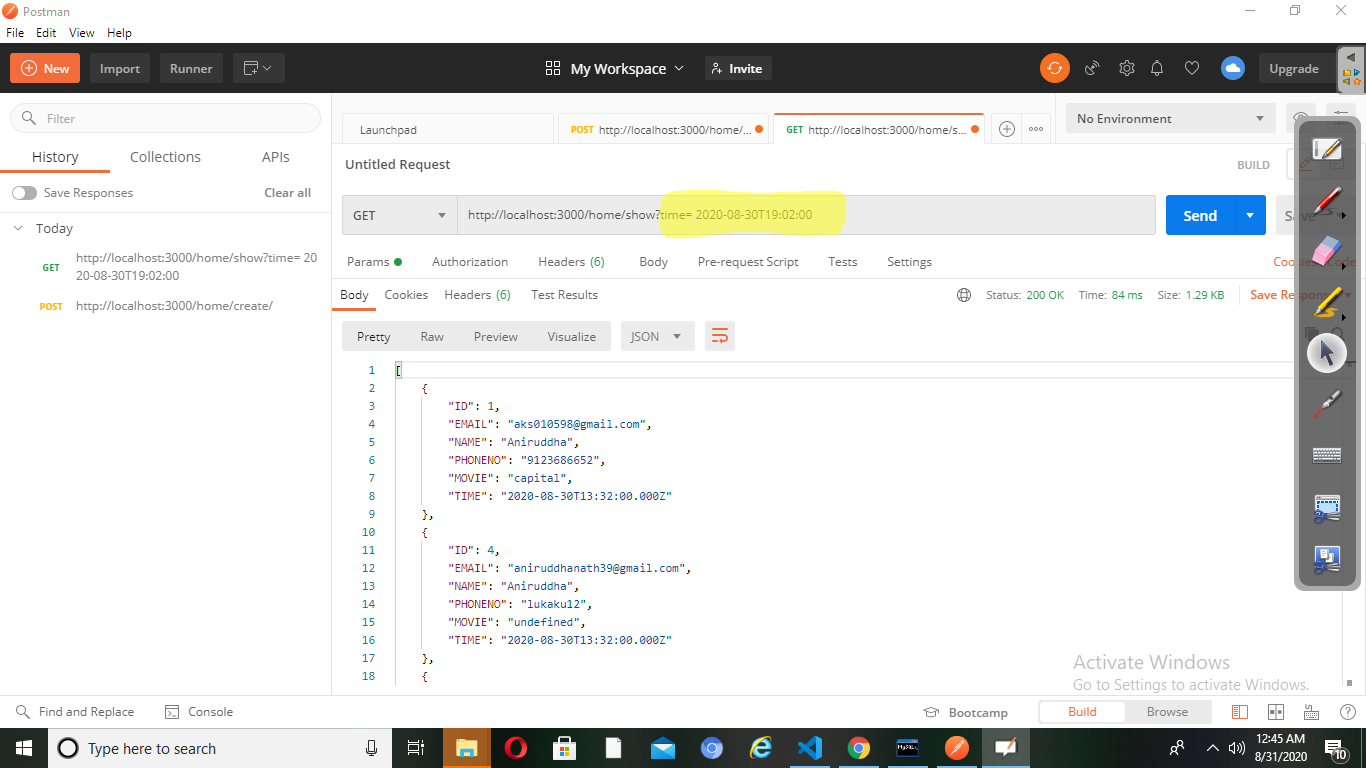 Postman
File Edit View Help
New Import Runner My Workspace Invite Upgrade
Filter
History Collections APIs
Save Responses Clear all
Today
GET http://localhost:3000/home/show?time= 20
20-08-30T19:02:00
POST http://localhost:3000/home/create/
Launchpad POST http://localhost:3000/home/... GET http://localhost:3000/home/s... No Environment
Untitled Request BUILD
GET http://localhost:3000/home/show?time= 2020-08-30T19:02:00 Send Save
Params Authorization Headers (6) Body Pre-request Script Tests Settings
Body Cookies Headers (6) Test Results Status: 200 OK Time: 84 ms Size: 1.29 KB
Pretty Raw Preview Visualize JSON
1 [
2 {
3 "ID": 1,
4 "EMAIL": "aks010598@gmail.com",
5 "NAME": "Aniruddha",
6 "PHONENO": "9123686652",
7 "MOVIE": "capital",
8 "TIME": "2020-08-30T13:32:00.000Z"
9 },
10 {
11 "ID": 4,
12 "EMAIL": "aniruddhanath39@gmail.com",
13 "NAME": "Aniruddha",
14 "PHONENO": "lukaku12",
15 "MOVIE": "undefined",
16 "TIME": "2020-08-30T13:32:00.000Z"
17 },
18 {
Activate Windows
Go to Settings to activate Windows.
Find and Replace Console Bootcamp Build Browse
Type here to search 12:45 AM
8/31/2020 10